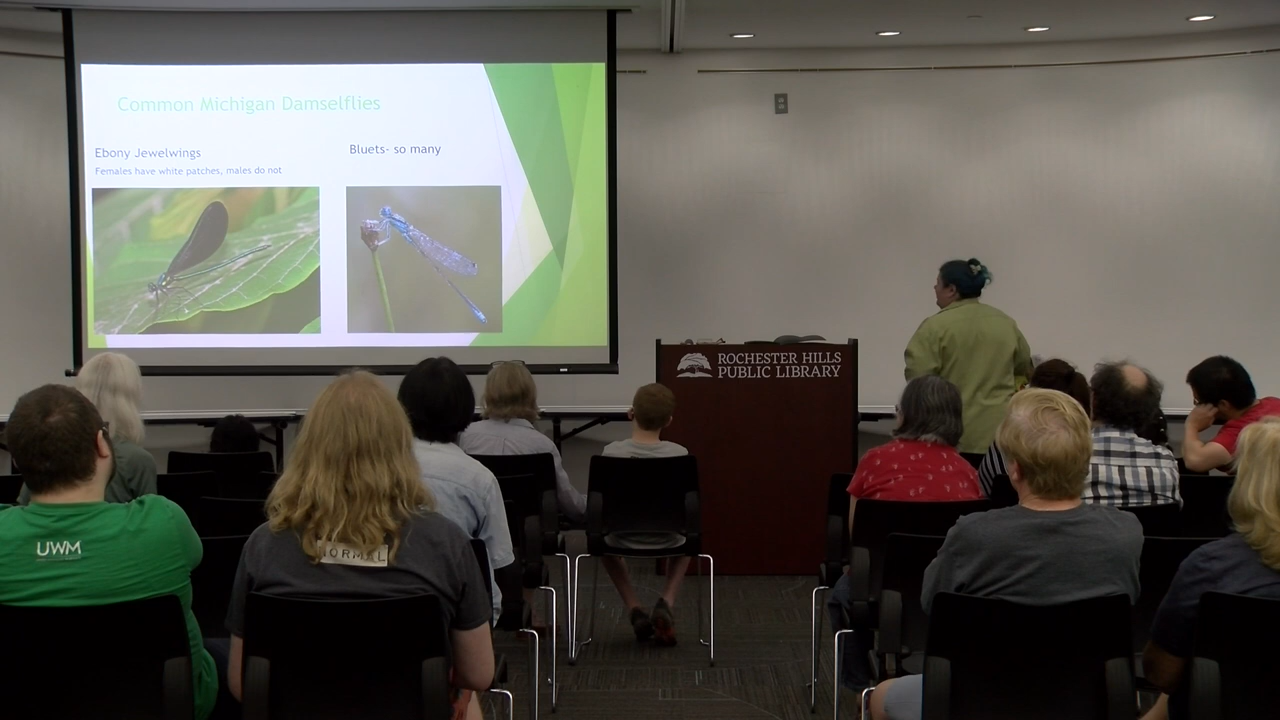 Common Michigan Damselflies
Ebony Jewelwings
Females have white patches, males do not
Bluets- so many
ROCHESTER HILLS
PUBLIC LIBRARY
UWM
NORMAL